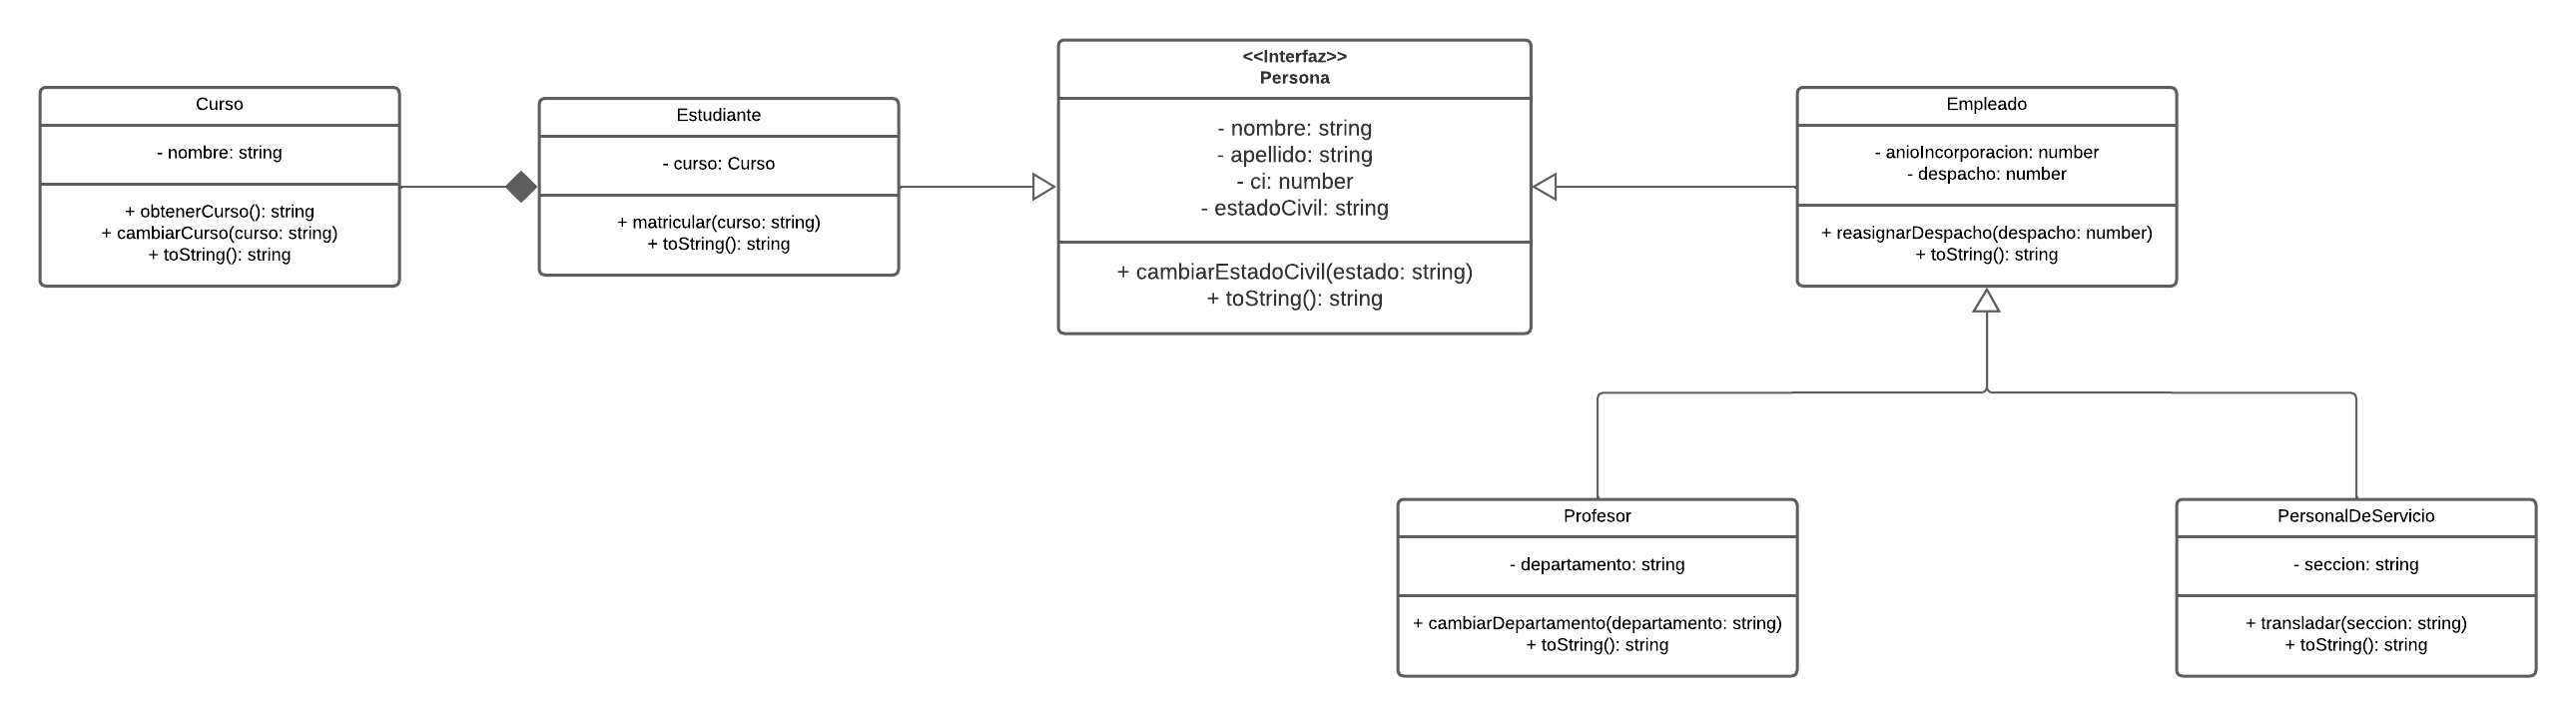 Curso
- nombre: string
+ obtenerCurso(): string
+ cambiarCurso(curso: string)
+ toString(): string
Estudiante
- curso: Curso
+ matricular(curso: string)
+ toString(): string
<<Interfaz>>
Persona
- nombre: string
- apellido: string
- ci: number
- estadoCivil: string
+ cambiarEstadoCivil(estado: string)
+ toString(): string
Empleado
- anioIncorporacion: number
- despacho: number
+ reasignarDespacho(despacho: number)
+ toString(): string
Profesor
- departamento: string
+ cambiarDepartamento(departamento: string)
+ toString(): string
PersonalDeServicio
- seccion: string
+ transladar(seccion: string)
+ toString(): string